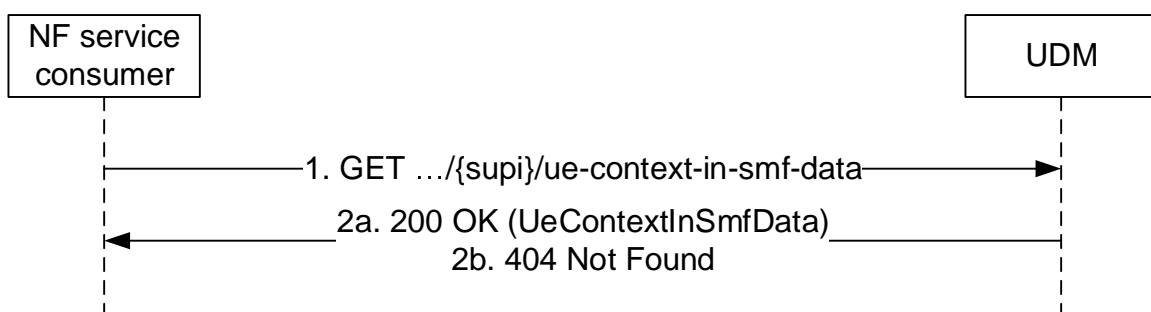 NF service
consumer
UDM
1. GET …/{supi}/ue-context-in-smf-data
2a. 200 OK (UeContextInSmfData)
2b. 404 Not Found